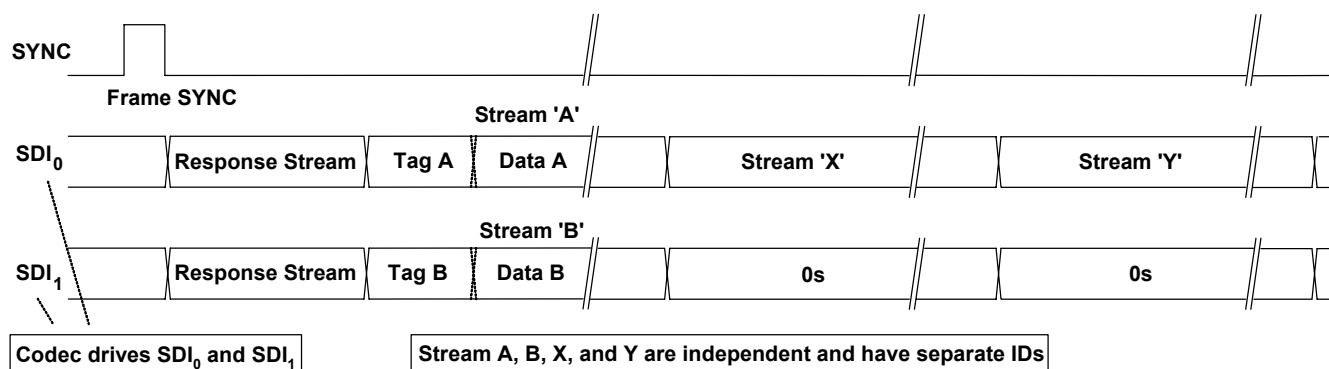 SYNC
Frame SYNC
Stream 'A'
SDI0 Response Stream Tag A Data A Stream 'X' Stream 'Y'
Stream 'B'
SDI1 Response Stream Tag B Data B 0s 0s
Codec drives SDI0 and SDI1 Stream A, B, X, and Y are independent and have separate IDs